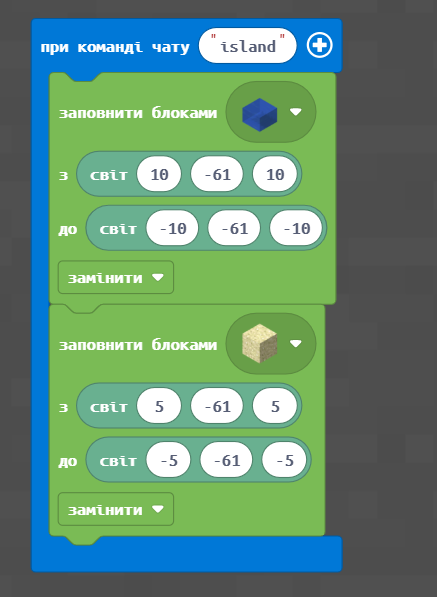 при команді чату "island"
заповнити блоками
з світ 10 -61 10
до світ -10 -61 -10
замінити
заповнити блоками
з світ 5 -61 5
до світ -5 -61 -5
замінити